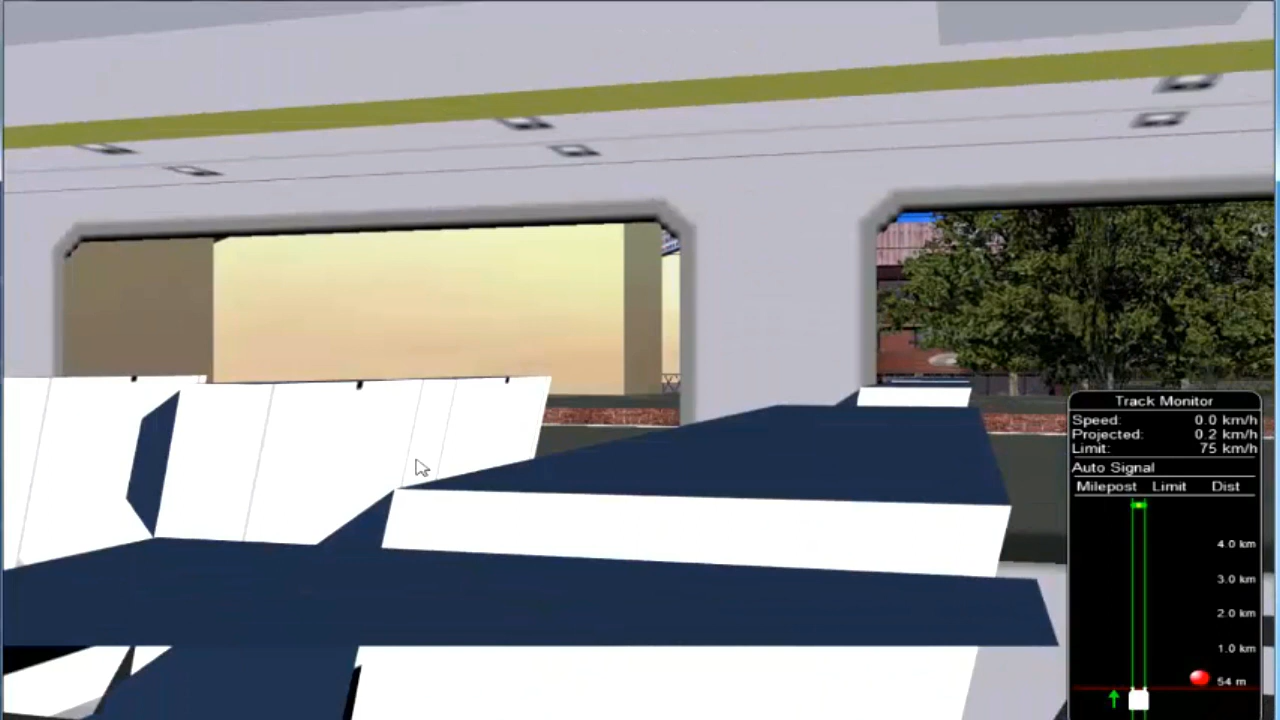 Track Monitor
Speed: 0.0 km/h
Projected: 0.2 km/h
Limit: 75 km/h
Auto Signal
Milepost Limit Dist
4.0 km
3.0 km
2.0 km
1.0 km
54 m